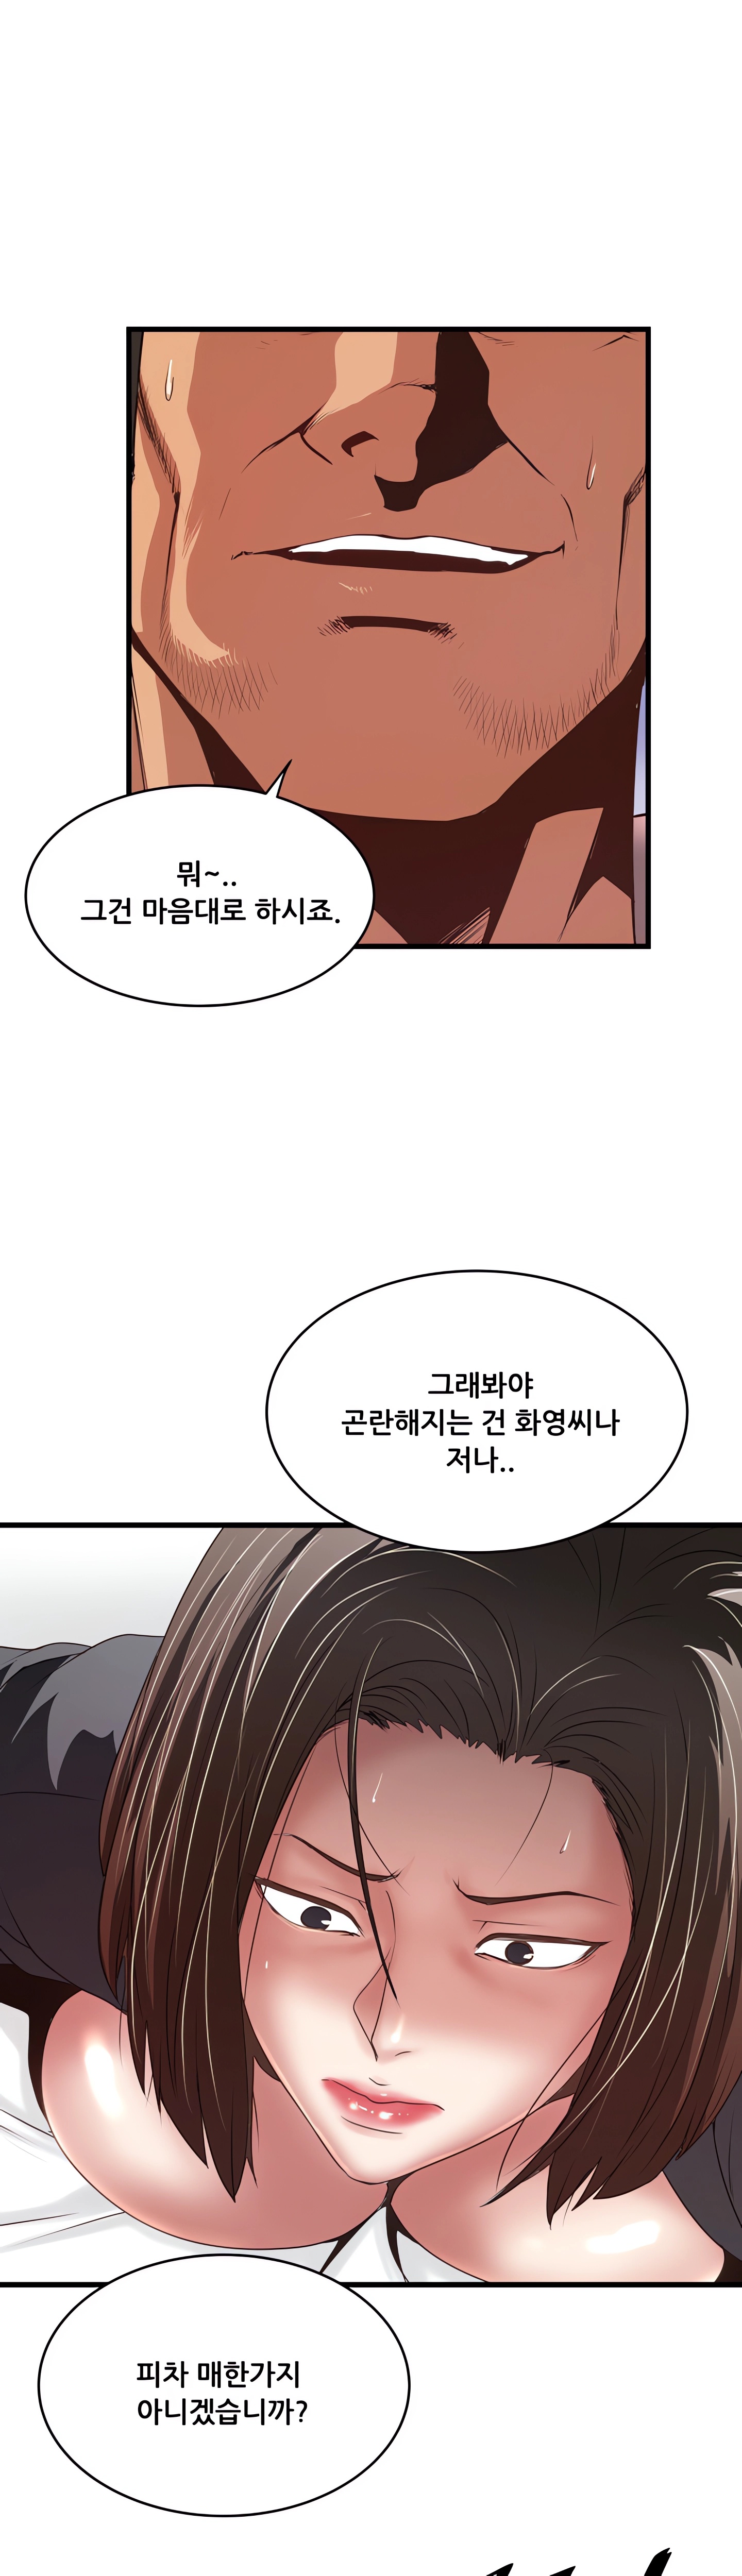 뭐~..
그건 마음대로 하시죠.
그래봐야
곤란해지는 건 화영씨나
저나..
피차 매한가지
아니겠습니까?